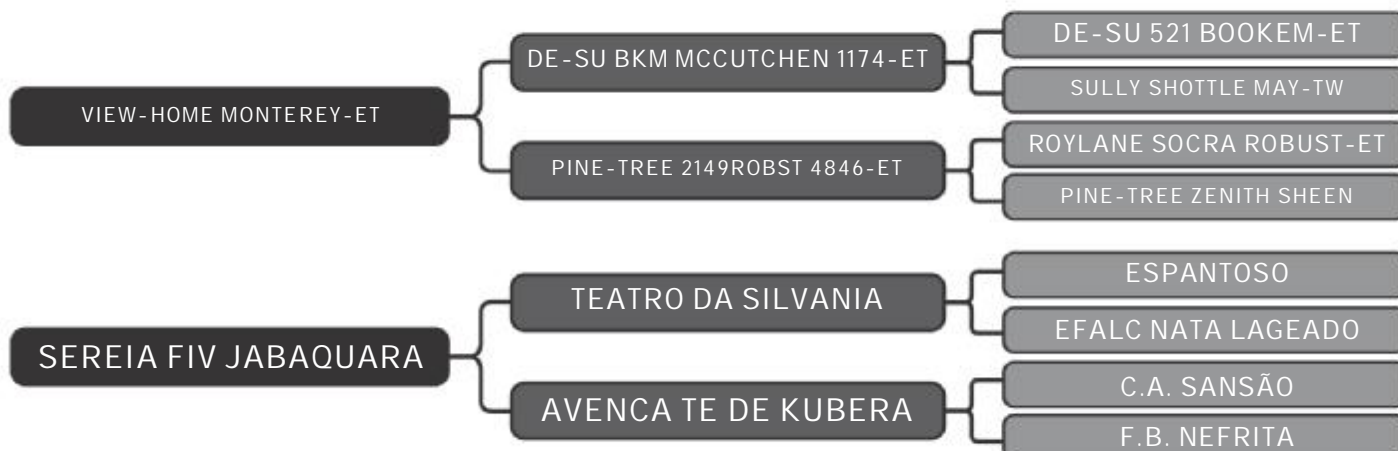 VIEW-HOME MONTEREY-ET
DE-SU BKM MCCUTCHEN 1174-ET
DE-SU 521 BOOKEM-ET
SULLY SHOTTLE MAY-TW
PINE-TREE 2149ROBST 4846-ET
ROYLANE SOCRA ROBUST-ET
PINE-TREE ZENITH SHEEN
SEREIA FIV JABAQUARA
TEATRO DA SILVANIA
ESPANTOSO
EFALC NATA LAGEADO
AVENCA TE DE KUBERA
C.A. SANSÃO
F.B. NEFRITA